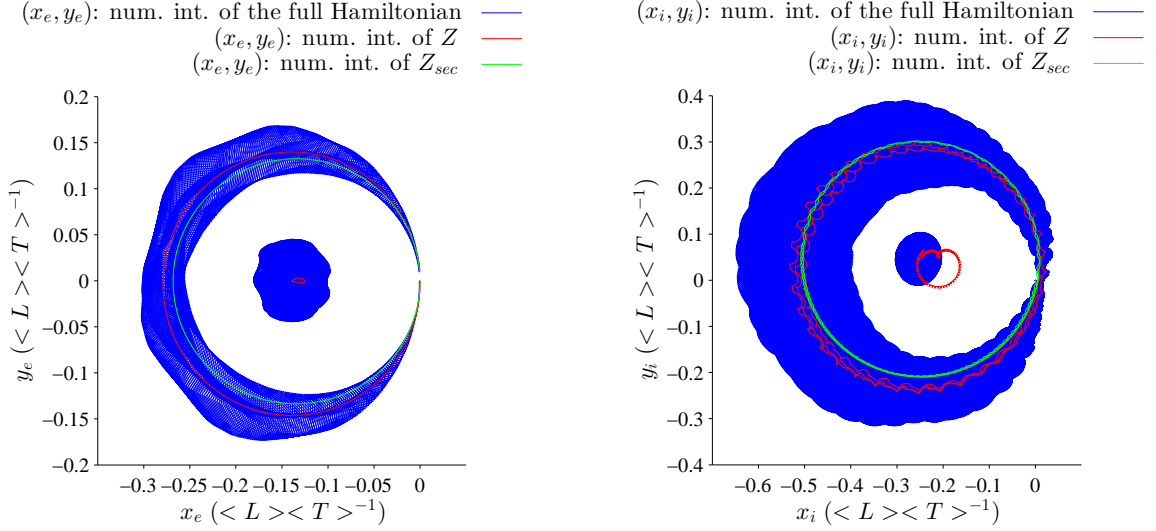 (x_e, y_e): num. int. of the full Hamiltonian
(x_e, y_e): num. int. of Z
(x_e, y_e): num. int. of Z_{sec}
0.2
0.15
0.1
0.05
0
−0.05
−0.1
−0.15
−0.2
y_e (< L >< T >^{−1})
−0.3 −0.25 −0.2 −0.15 −0.1 −0.05 0
x_e (< L >< T >^{−1})
(x_i, y_i): num. int. of the full Hamiltonian
(x_i, y_i): num. int. of Z
(x_i, y_i): num. int. of Z_{sec}
0.4
0.3
0.2
0.1
0
−0.1
−0.2
−0.3
−0.4
y_i (< L >< T >^{−1})
−0.6 −0.5 −0.4 −0.3 −0.2 −0.1 0
x_i (< L >< T >^{−1})